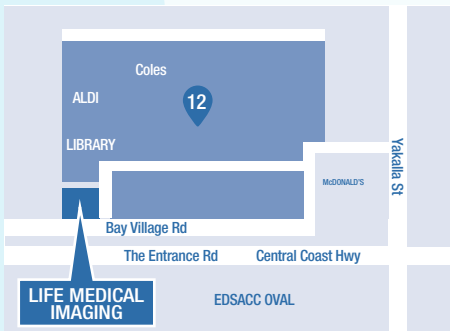 Coles
ALDI
12
LIBRARY
Yakalla St
McDONALD'S
Bay Village Rd
The Entrance Rd
Central Coast Hwy
LIFE MEDICAL
IMAGING
EDSACC OVAL